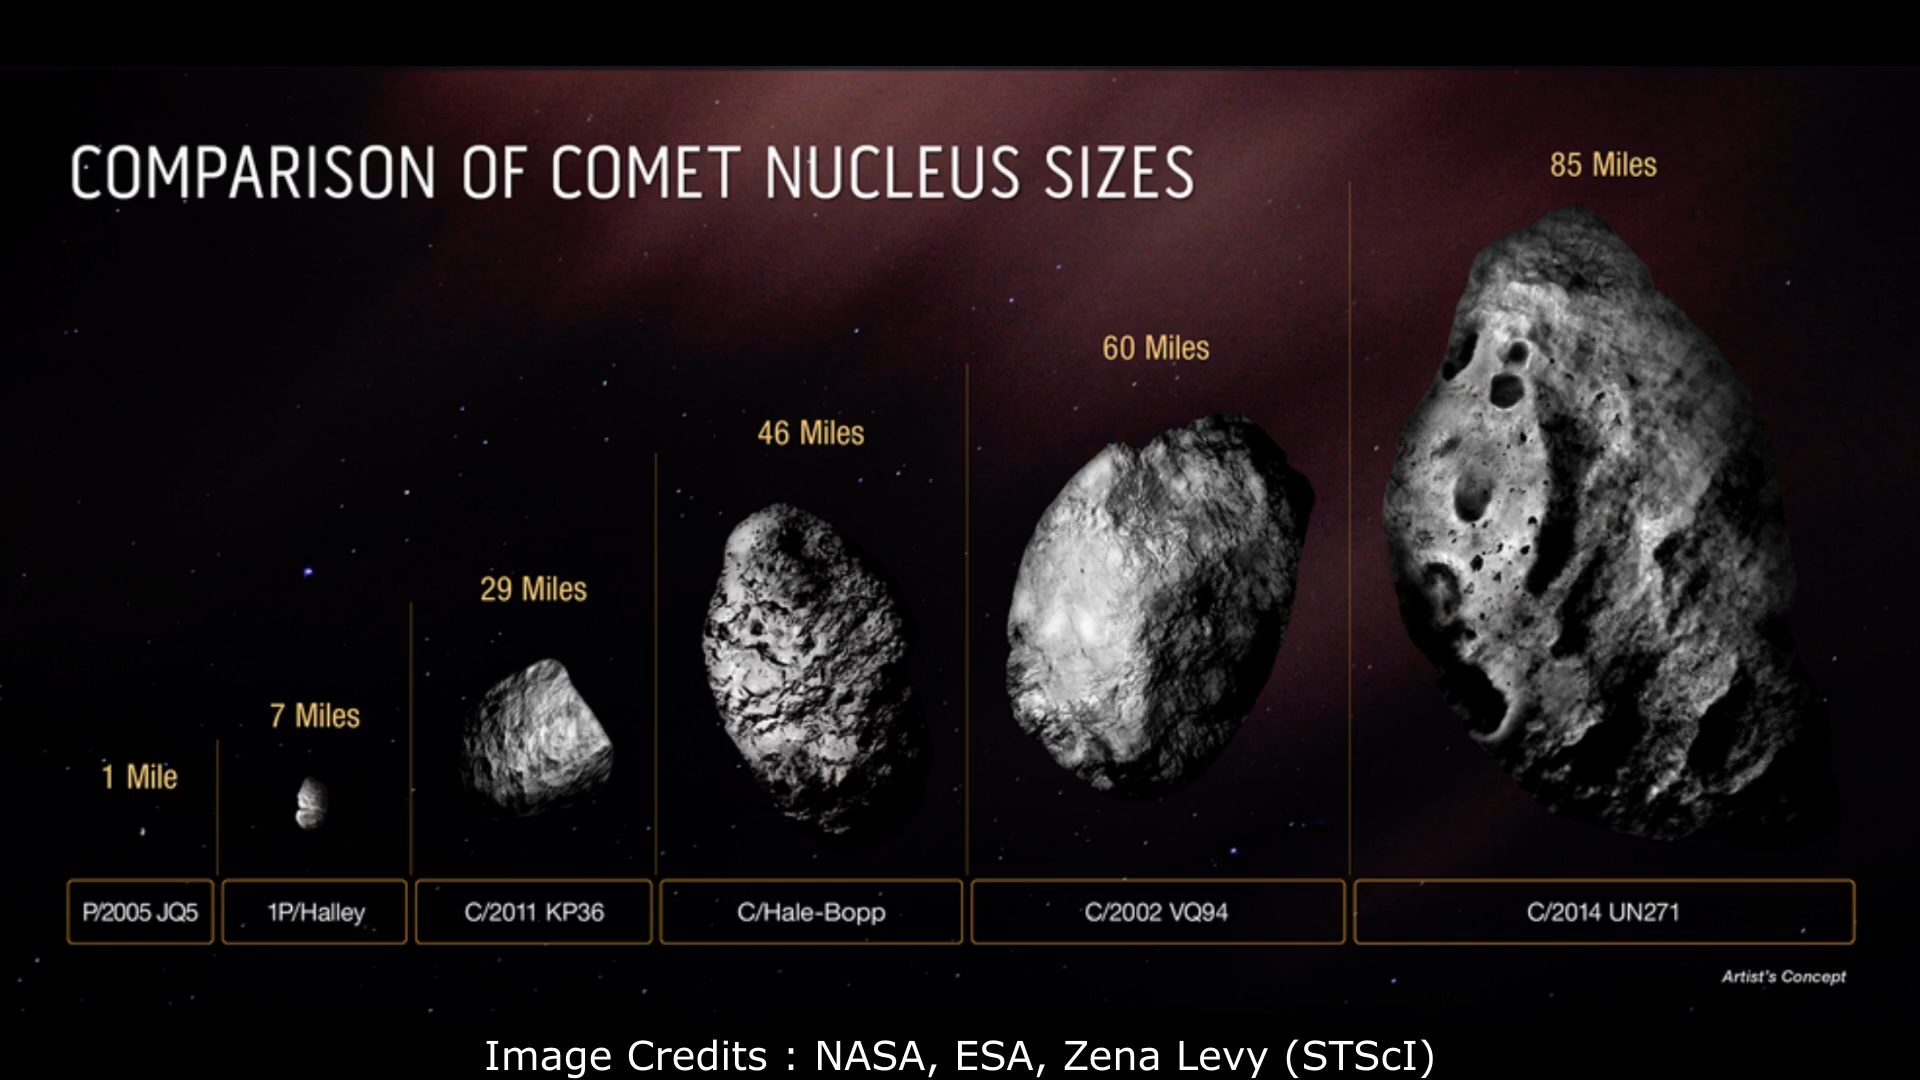 COMPARISON OF COMET NUCLEUS SIZES
1 Mile
7 Miles
29 Miles
46 Miles
60 Miles
85 Miles
P/2005 JQ5
1P/Halley
C/2011 KP36
C/Hale-Bopp
C/2002 VQ94
C/2014 UN271
Artist's Concept
Image Credits : NASA, ESA, Zena Levy (STScI)